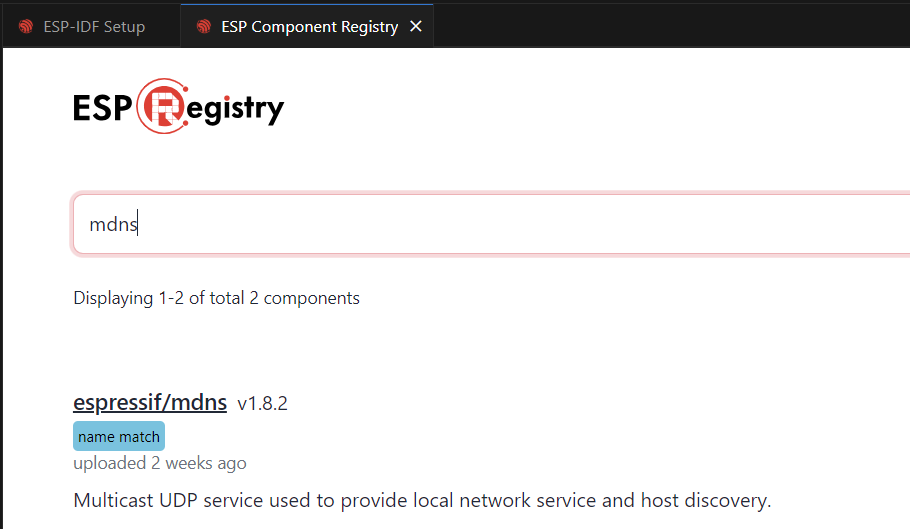 ESP-IDF Setup
ESP Component Registry
ESP Registry
mdns
Displaying 1-2 of total 2 components
espressif/mdns v1.8.2
name match
uploaded 2 weeks ago
Multicast UDP service used to provide local network service and host discovery.